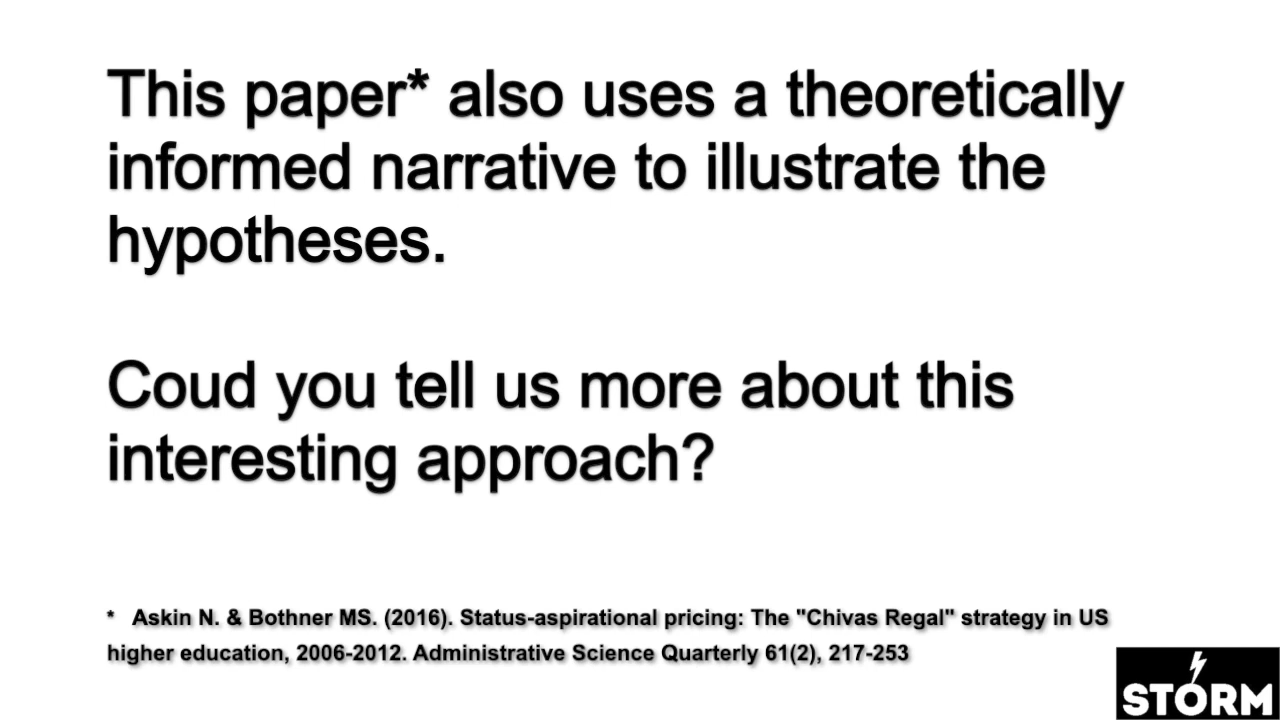 This paper* also uses a theoretically
informed narrative to illustrate the
hypotheses.
Coud you tell us more about this
interesting approach?
* Askin N. & Bothner MS. (2016). Status-aspirational pricing: The "Chivas Regal" strategy in US
higher education, 2006-2012. Administrative Science Quarterly 61(2), 217-253
STORM